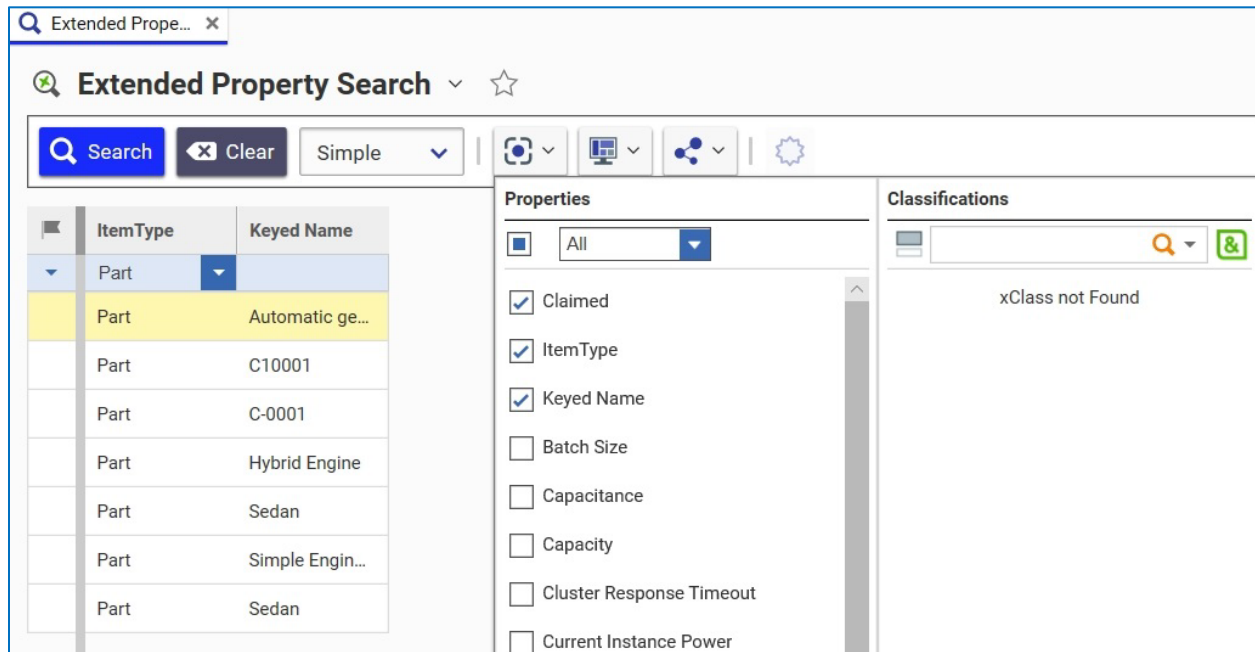 Extended Prope...
Extended Property Search
Search Clear Simple
Properties
Classifications
All
&
ItemType Keyed Name
Part
Part Automatic ge...
Part C10001
Part C-0001
Part Hybrid Engine
Part Sedan
Part Simple Engin...
Part Sedan
Claimed
ItemType
Keyed Name
Batch Size
Capacitance
Capacity
Cluster Response Timeout
Current Instance Power
xClass not Found